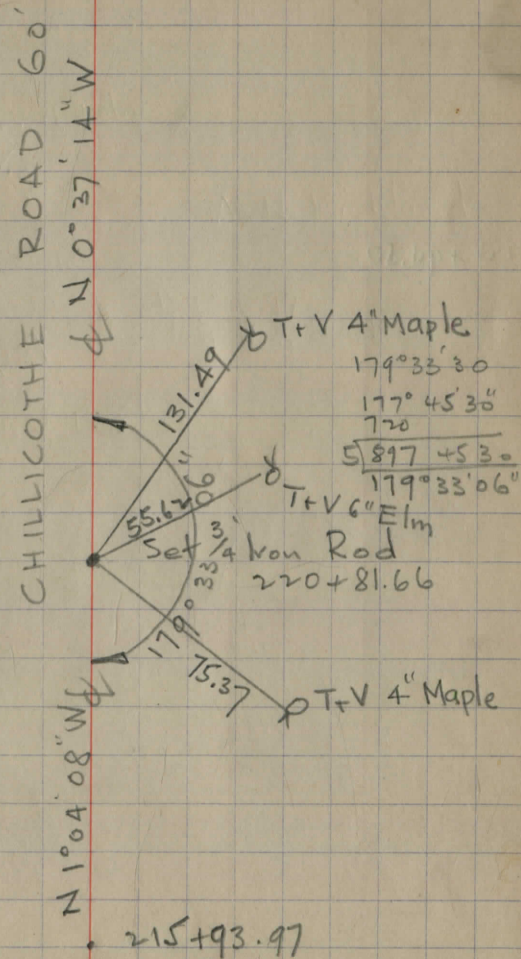 CHILLICOTHE ROAD 60'
N 0° 37' 14" W
T+V 4" Maple
131.49
179° 33' 30
177° 45' 30"
720
5 897 45 30
179° 33' 06"
T+V 6" Elm
55.62
Set 3/4 Iron Rod
220+81.66
179° 33' 06"
75.37
T+V 4" Maple
N 1° 04' 08" W
215+93.97